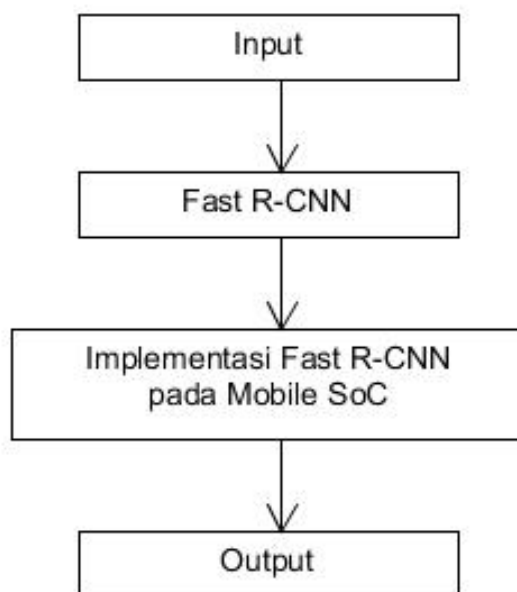 Input
Fast R-CNN
Implementasi Fast R-CNN
pada Mobile SoC
Output